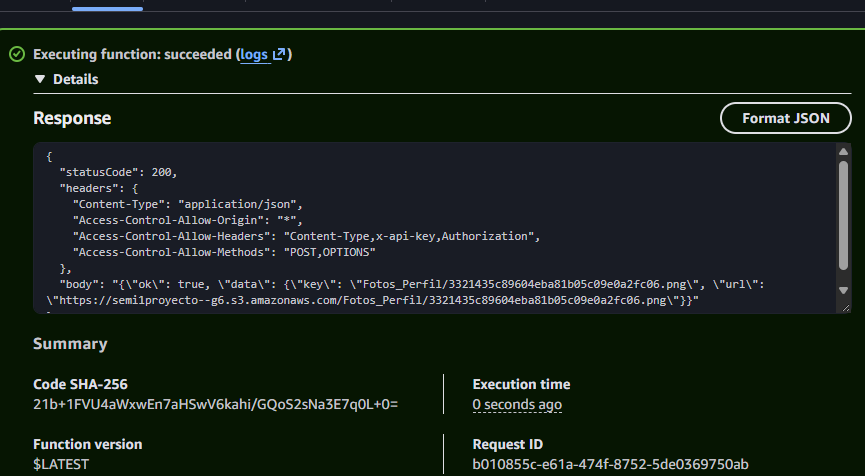 Executing function: succeeded (logs)
Details
Response
Format JSON
{
"statusCode": 200,
"headers": {
"Content-Type": "application/json",
"Access-Control-Allow-Origin": "*",
"Access-Control-Allow-Headers": "Content-Type,x-api-key,Authorization",
"Access-Control-Allow-Methods": "POST,OPTIONS"
},
"body": "{\"ok\": true, \"data\": {\"key\": \"Fotos_Perfil/3321435c89604eba81b05c09e0a2fc06.png\", \"url\":
\"https://semi1proyecto--g6.s3.amazonaws.com/Fotos_Perfil/3321435c89604eba81b05c09e0a2fc06.png\"}}"
Summary
Code SHA-256
21b+1FVU4aWxwEn7aHSwV6kahi/GQoS2sNa3E7q0L+0=
Execution time
0 seconds ago
Function version
$LATEST
Request ID
b010855c-e61a-474f-8752-5de0369750ab